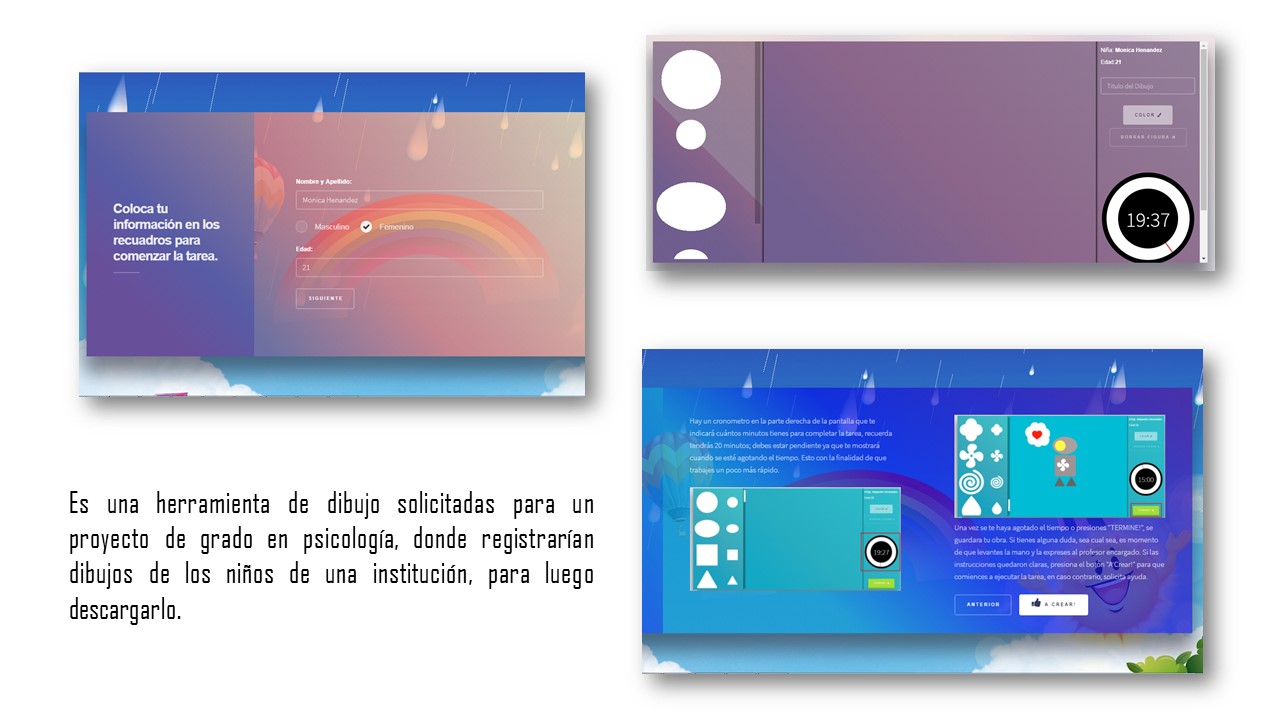 Coloca tu
información en los
recuadros para
comenzar la tarea.
Nombre y Apellido:
Monica Henandez
Masculino
Femenino
Edad:
21
SIGUIENTE
Niña: Monica Henandez
Edad 21
Título del Dibujo
COLOR
BORRAR FIGURA
19:37
Es una herramienta de dibujo solicitadas para un
proyecto de grado en psicología, donde registrarían
dibujos de los niños de una institución, para luego
descargarlo.
Hay un cronometro en la parte derecha de la pantalla que te
indicará cuántos minutos tienes para completar la tarea, recuerda
tendrás 20 minutos; debes estar pendiente ya que te mostrará
cuando se esté agotando el tiempo. Esto con la finalidad de que
trabajes un poco más rápido.
19:27
15:00
Una vez se te haya agotado el tiempo o presiones "TERMINE!", se
guardara tu obra. Si tienes alguna duda, sea cual sea, es momento
de que levantes la mano y la expreses al profesor encargado. Si las
instrucciones quedaron claras, presiona el botón "A Crear!" para que
comiences a ejecutar la tarea, en caso contrario, solicita ayuda.
ANTERIOR
A CREAR!